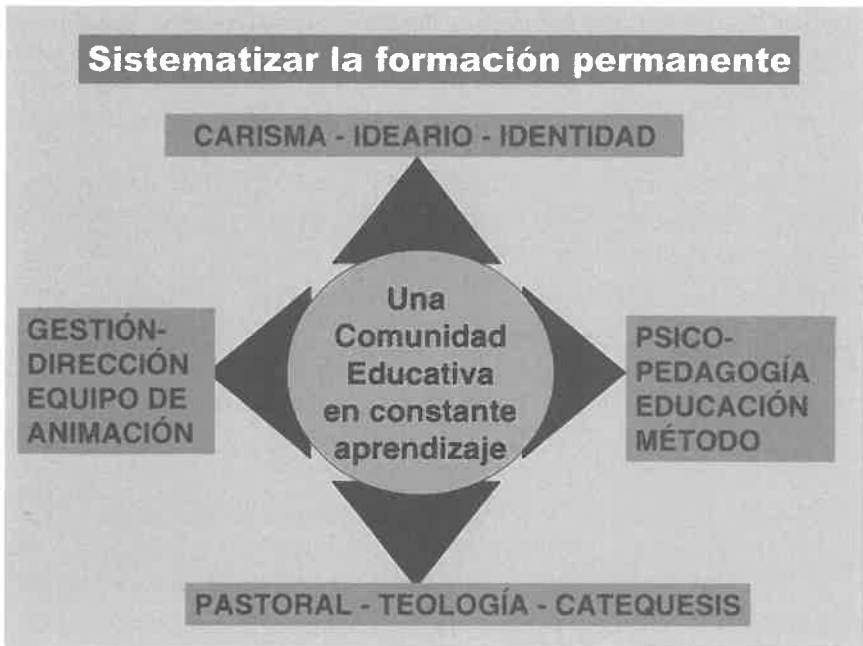 Sistematizar la formación permanente
CARISMA - IDEARIO - IDENTIDAD
Una
Comunidad
Educativa
en constante
aprendizaje
GESTIÓN-
DIRECCIÓN
EQUIPO DE
ANIMACIÓN
PSICO-
PEDAGOGÍA
EDUCACIÓN
MÉTODO
PASTORAL - TEOLOGÍA - CATEQUESIS